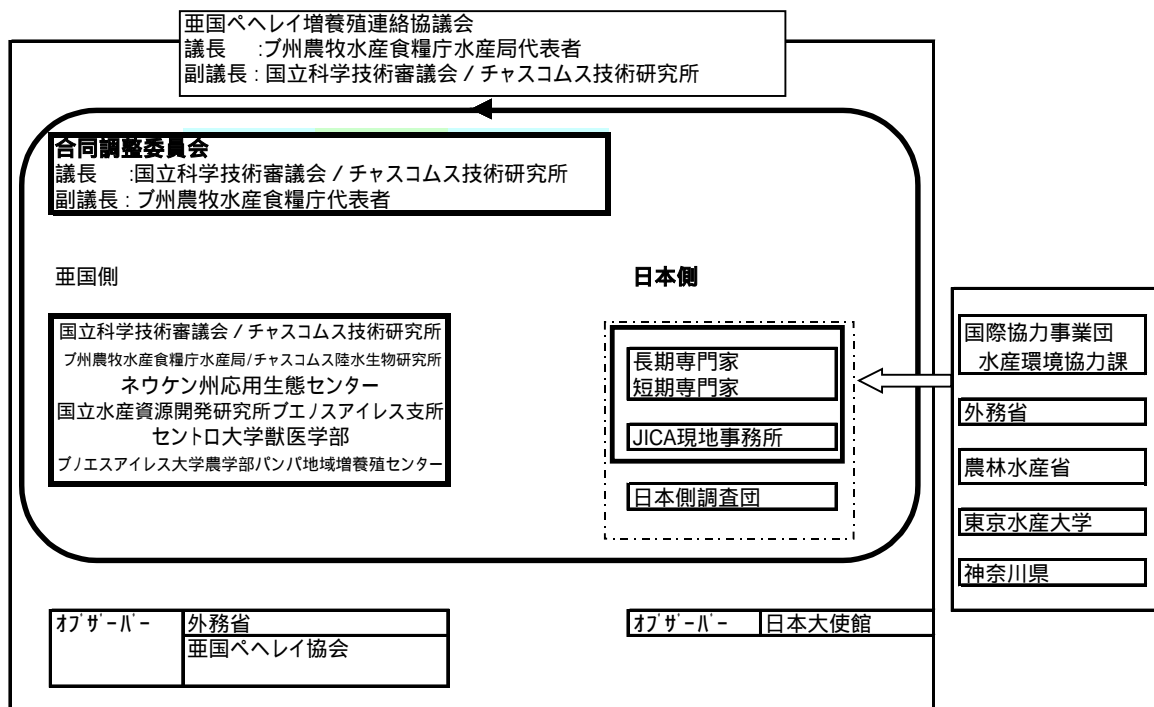 亜国ペヘレイ増養殖連絡協議会
議長　:ブ州農牧水産食糧庁水産局代表者
副議長 : 国立科学技術審議会 / チャスコムス技術研究所
合同調整委員会
議長　:国立科学技術審議会 / チャスコムス技術研究所
副議長 : ブ州農牧水産食糧庁代表者
亜国側
国立科学技術審議会 / チャスコムス技術研究所
ブ州農牧水産食糧庁水産局/チャスコムス陸水生物研究所
ネウケン州応用生態センター
国立水産資源開発研究所ブエノスアイレス支所
セントロ大学獣医学部
ブノエスアイレス大学農学部パンパ地域増養殖センター
日本側
長期専門家
短期専門家
JICA現地事務所
日本側調査団
国際協力事業団
水産環境協力課
外務省
農林水産省
東京水産大学
神奈川県
ｵﾌﾞｻﾞｰﾊﾞｰ 外務省
亜国ペヘレイ協会
ｵﾌﾞｻﾞｰﾊﾞｰ 日本大使館